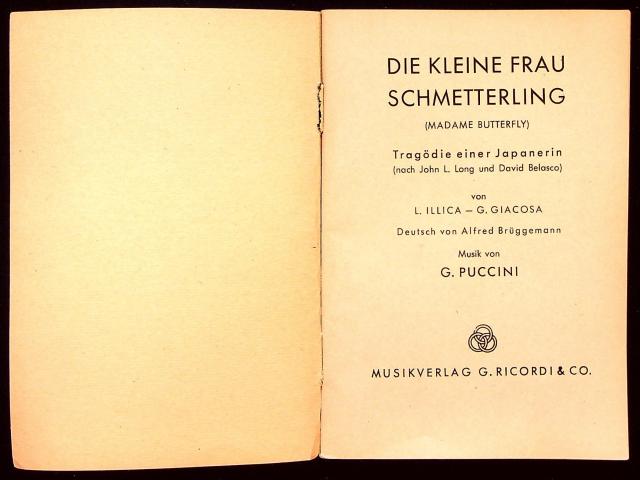 DIE KLEINE FRAU
SCHMETTERLING
(MADAME BUTTERFLY)
Tragödie einer Japanerin
(nach John L. Long und David Belasco)
von
L. ILLICA – G. GIACOSA
Deutsch von Alfred Brüggemann
Musik von
G. PUCCINI
MUSIKVERLAG G. RICORDI & CO.